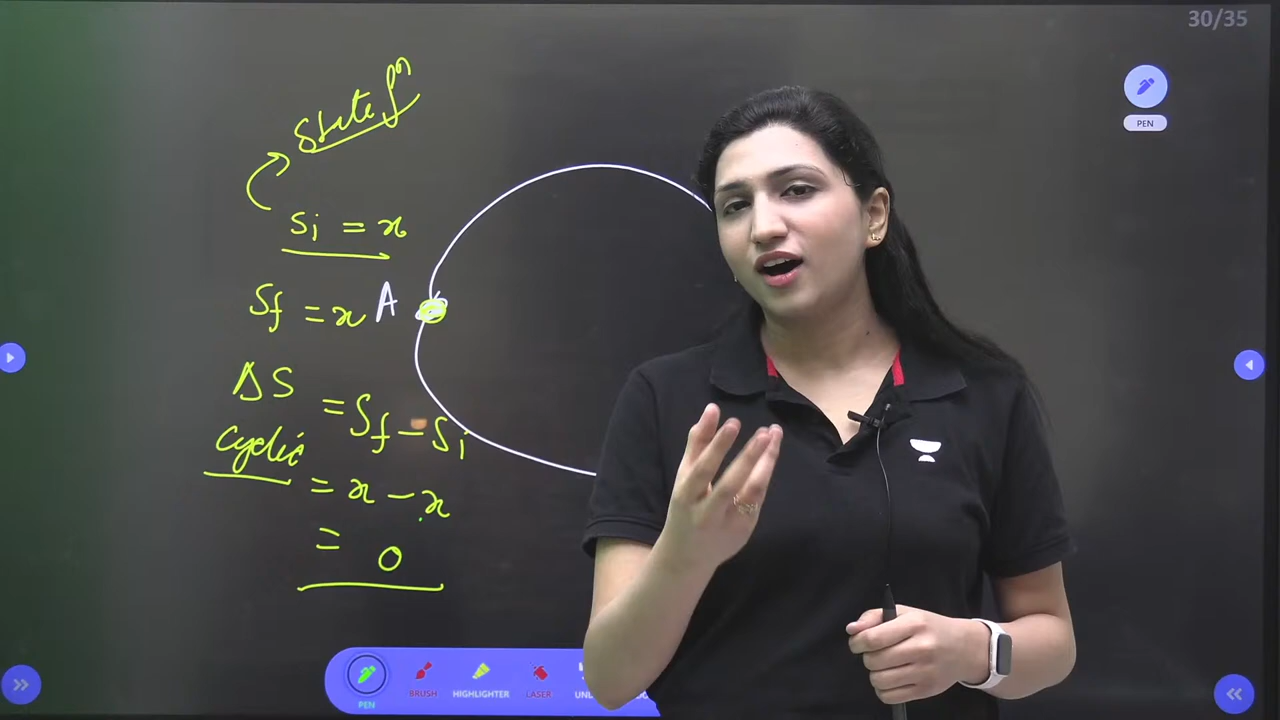 30/35
PEN
State fn
Si = x
Sf = x A
ΔS = Sf - Si
cyclic
= x - x
= 0
PEN
BRUSH
HIGHLIGHTER
LASER